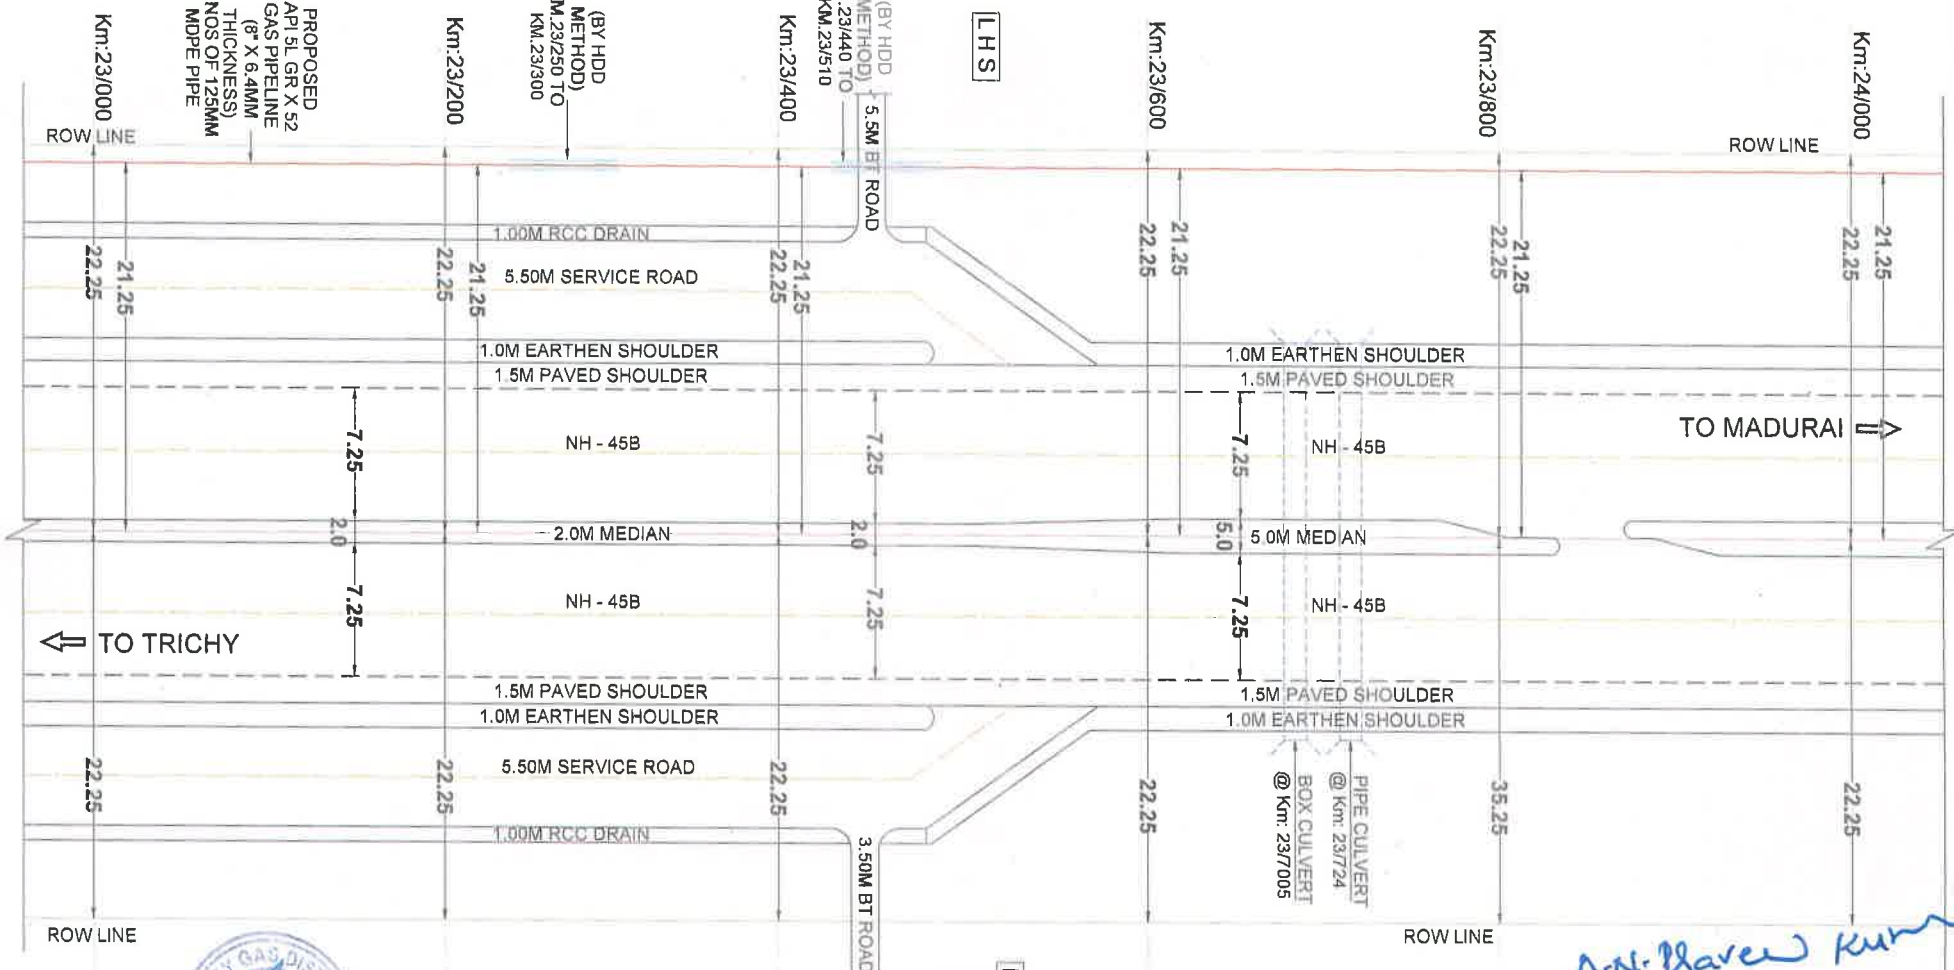 PROPOSED
API 5L GR X 52
GAS PIPELINE
(8" X 6.4MM
THICKNESS)
NOS OF 125MM
MDPE PIPE
(BY HDD
METHOD)
M.23/250 TO
KM.23/300
(BY HDD
METHOD)
.23/440 TO
KM.23/510
LHS
Km:23/000
Km:23/200
Km:23/400
Km:23/600
Km:23/800
Km:24/000
ROW LINE
ROW LINE
5.5M BT ROAD
22.25
21.25
22.25
21.25
22.25
21.25
22.25
21.25
22.25
21.25
22.25
21.25
1.00M RCC DRAIN
5.50M SERVICE ROAD
1.0M EARTHEN SHOULDER
1.5M PAVED SHOULDER
1.0M EARTHEN SHOULDER
1.5M PAVED SHOULDER
7.25
NH - 45B
7.25
7.25
NH - 45B
TO MADURAI
2.0
2.0M MEDIAN
2.0
5.0
5.0M MEDIAN
7.25
NH - 45B
7.25
7.25
NH - 45B
TO TRICHY
1.5M PAVED SHOULDER
1.0M EARTHEN SHOULDER
1.5M PAVED SHOULDER
1.0M EARTHEN SHOULDER
5.50M SERVICE ROAD
22.25
22.25
22.25
22.25
35.25
22.25
1.00M RCC DRAIN
3.50M BT ROAD
BOX CULVERT
@ Km: 23/7005
PIPE CULVERT
@ Km: 23/724
ROW LINE
ROW LINE
GAS DIS
Kum